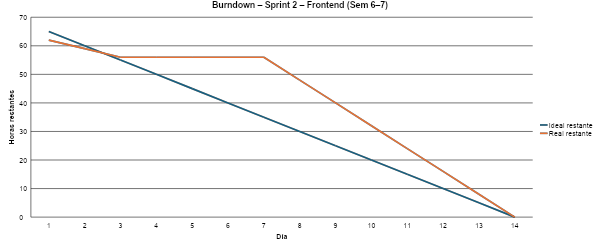 Burndown – Sprint 2 – Frontend (Sem 6–7)
70
60
50
40
30
20
10
0
Horas restantes
1 2 3 4 5 6 7 8 9 10 11 12 13 14
Día
Ideal restante
Real restante